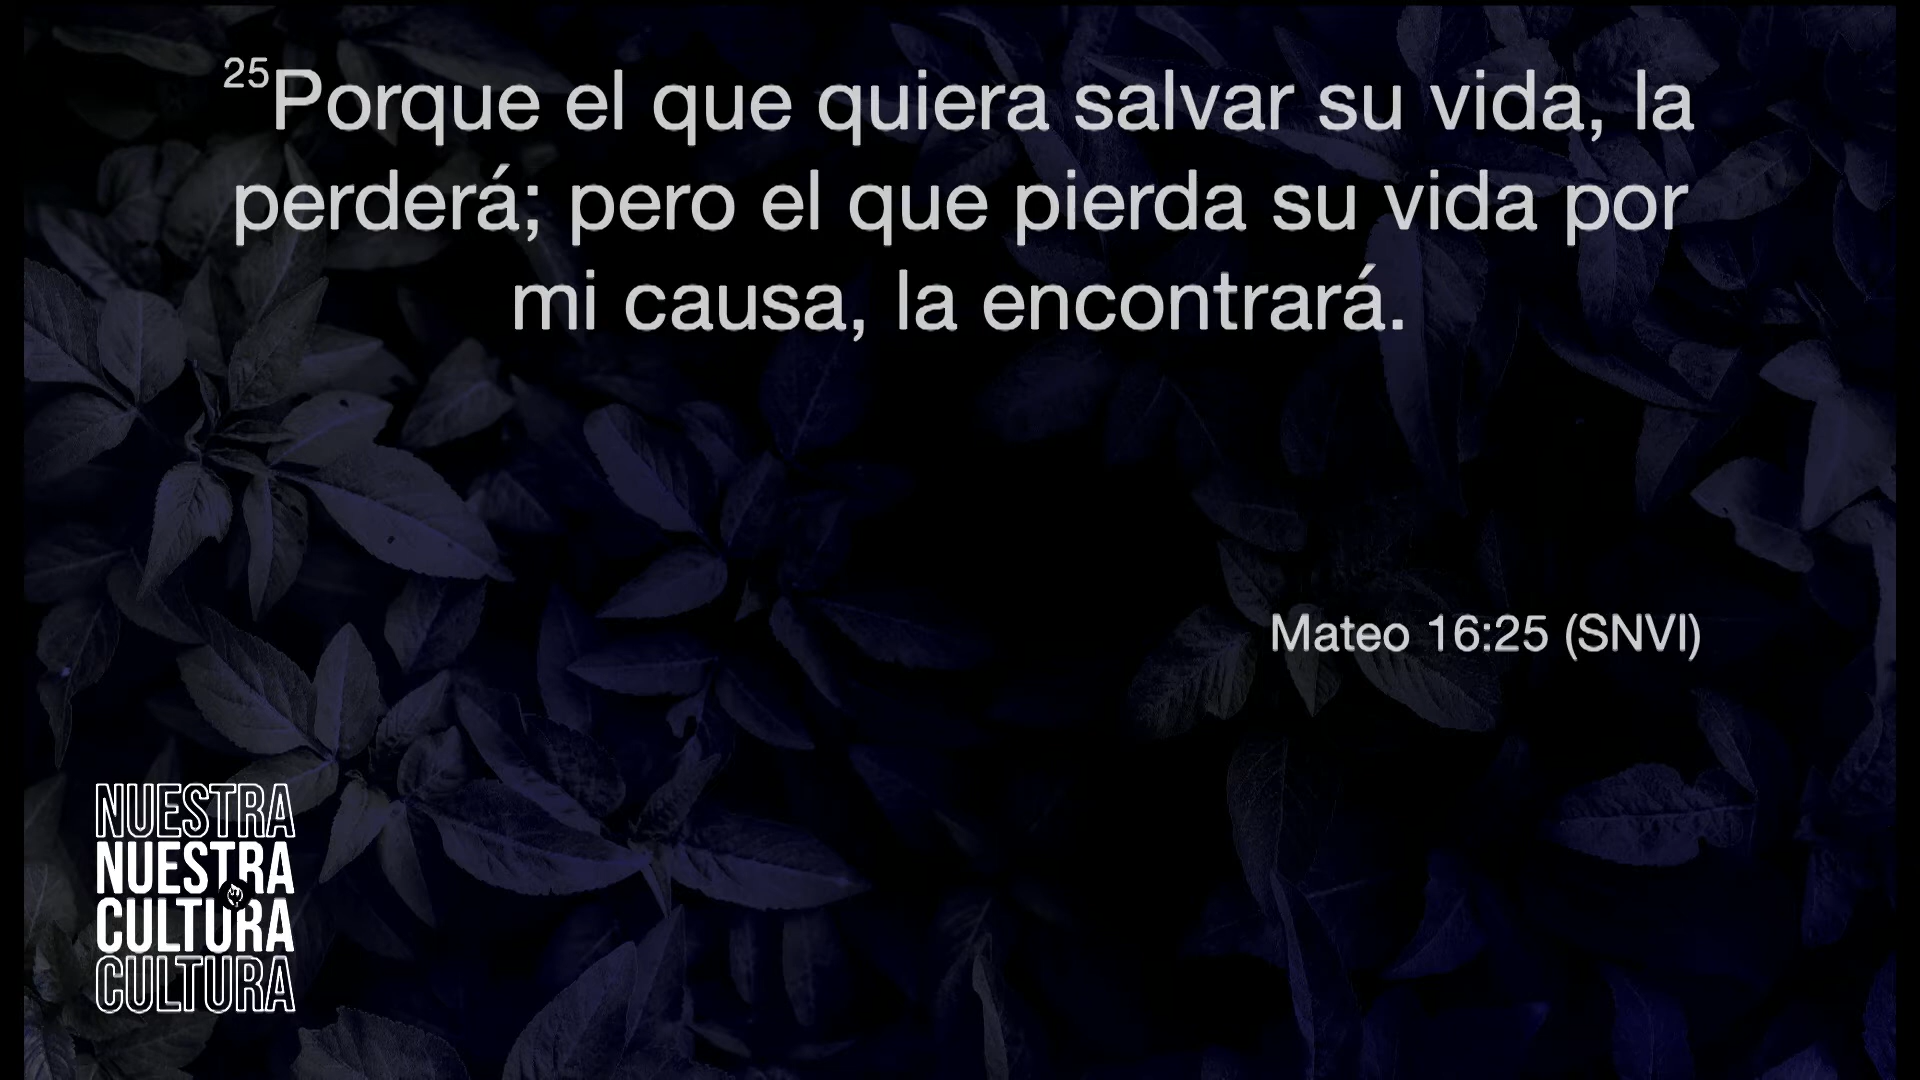 25Porque el que quiera salvar su vida, la
perderá; pero el que pierda su vida por
mi causa, la encontrará.
Mateo 16:25 (SNVI)
NUESTRA
NUESTRA
CULTURA
CULTURA